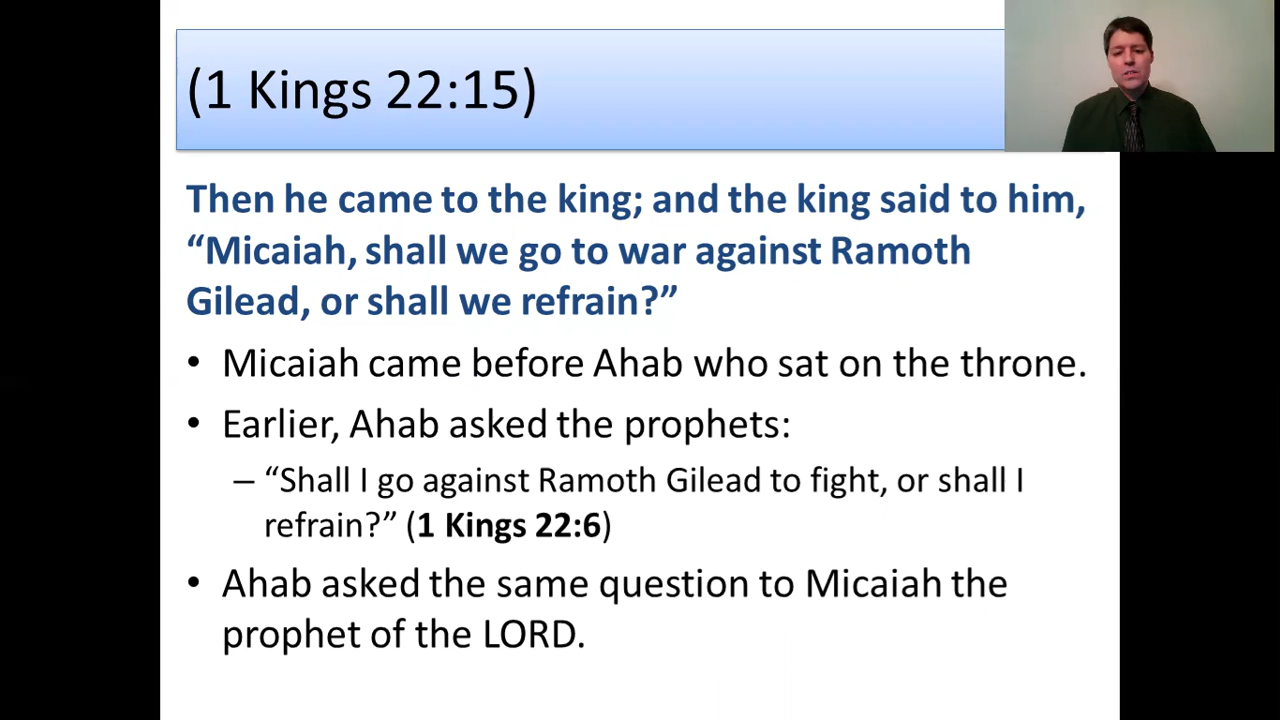 (1 Kings 22:15)
Then he came to the king; and the king said to him,
“Micaiah, shall we go to war against Ramoth
Gilead, or shall we refrain?”
• Micaiah came before Ahab who sat on the throne.
• Earlier, Ahab asked the prophets:
– “Shall I go against Ramoth Gilead to fight, or shall I
refrain?” (1 Kings 22:6)
• Ahab asked the same question to Micaiah the
prophet of the LORD.